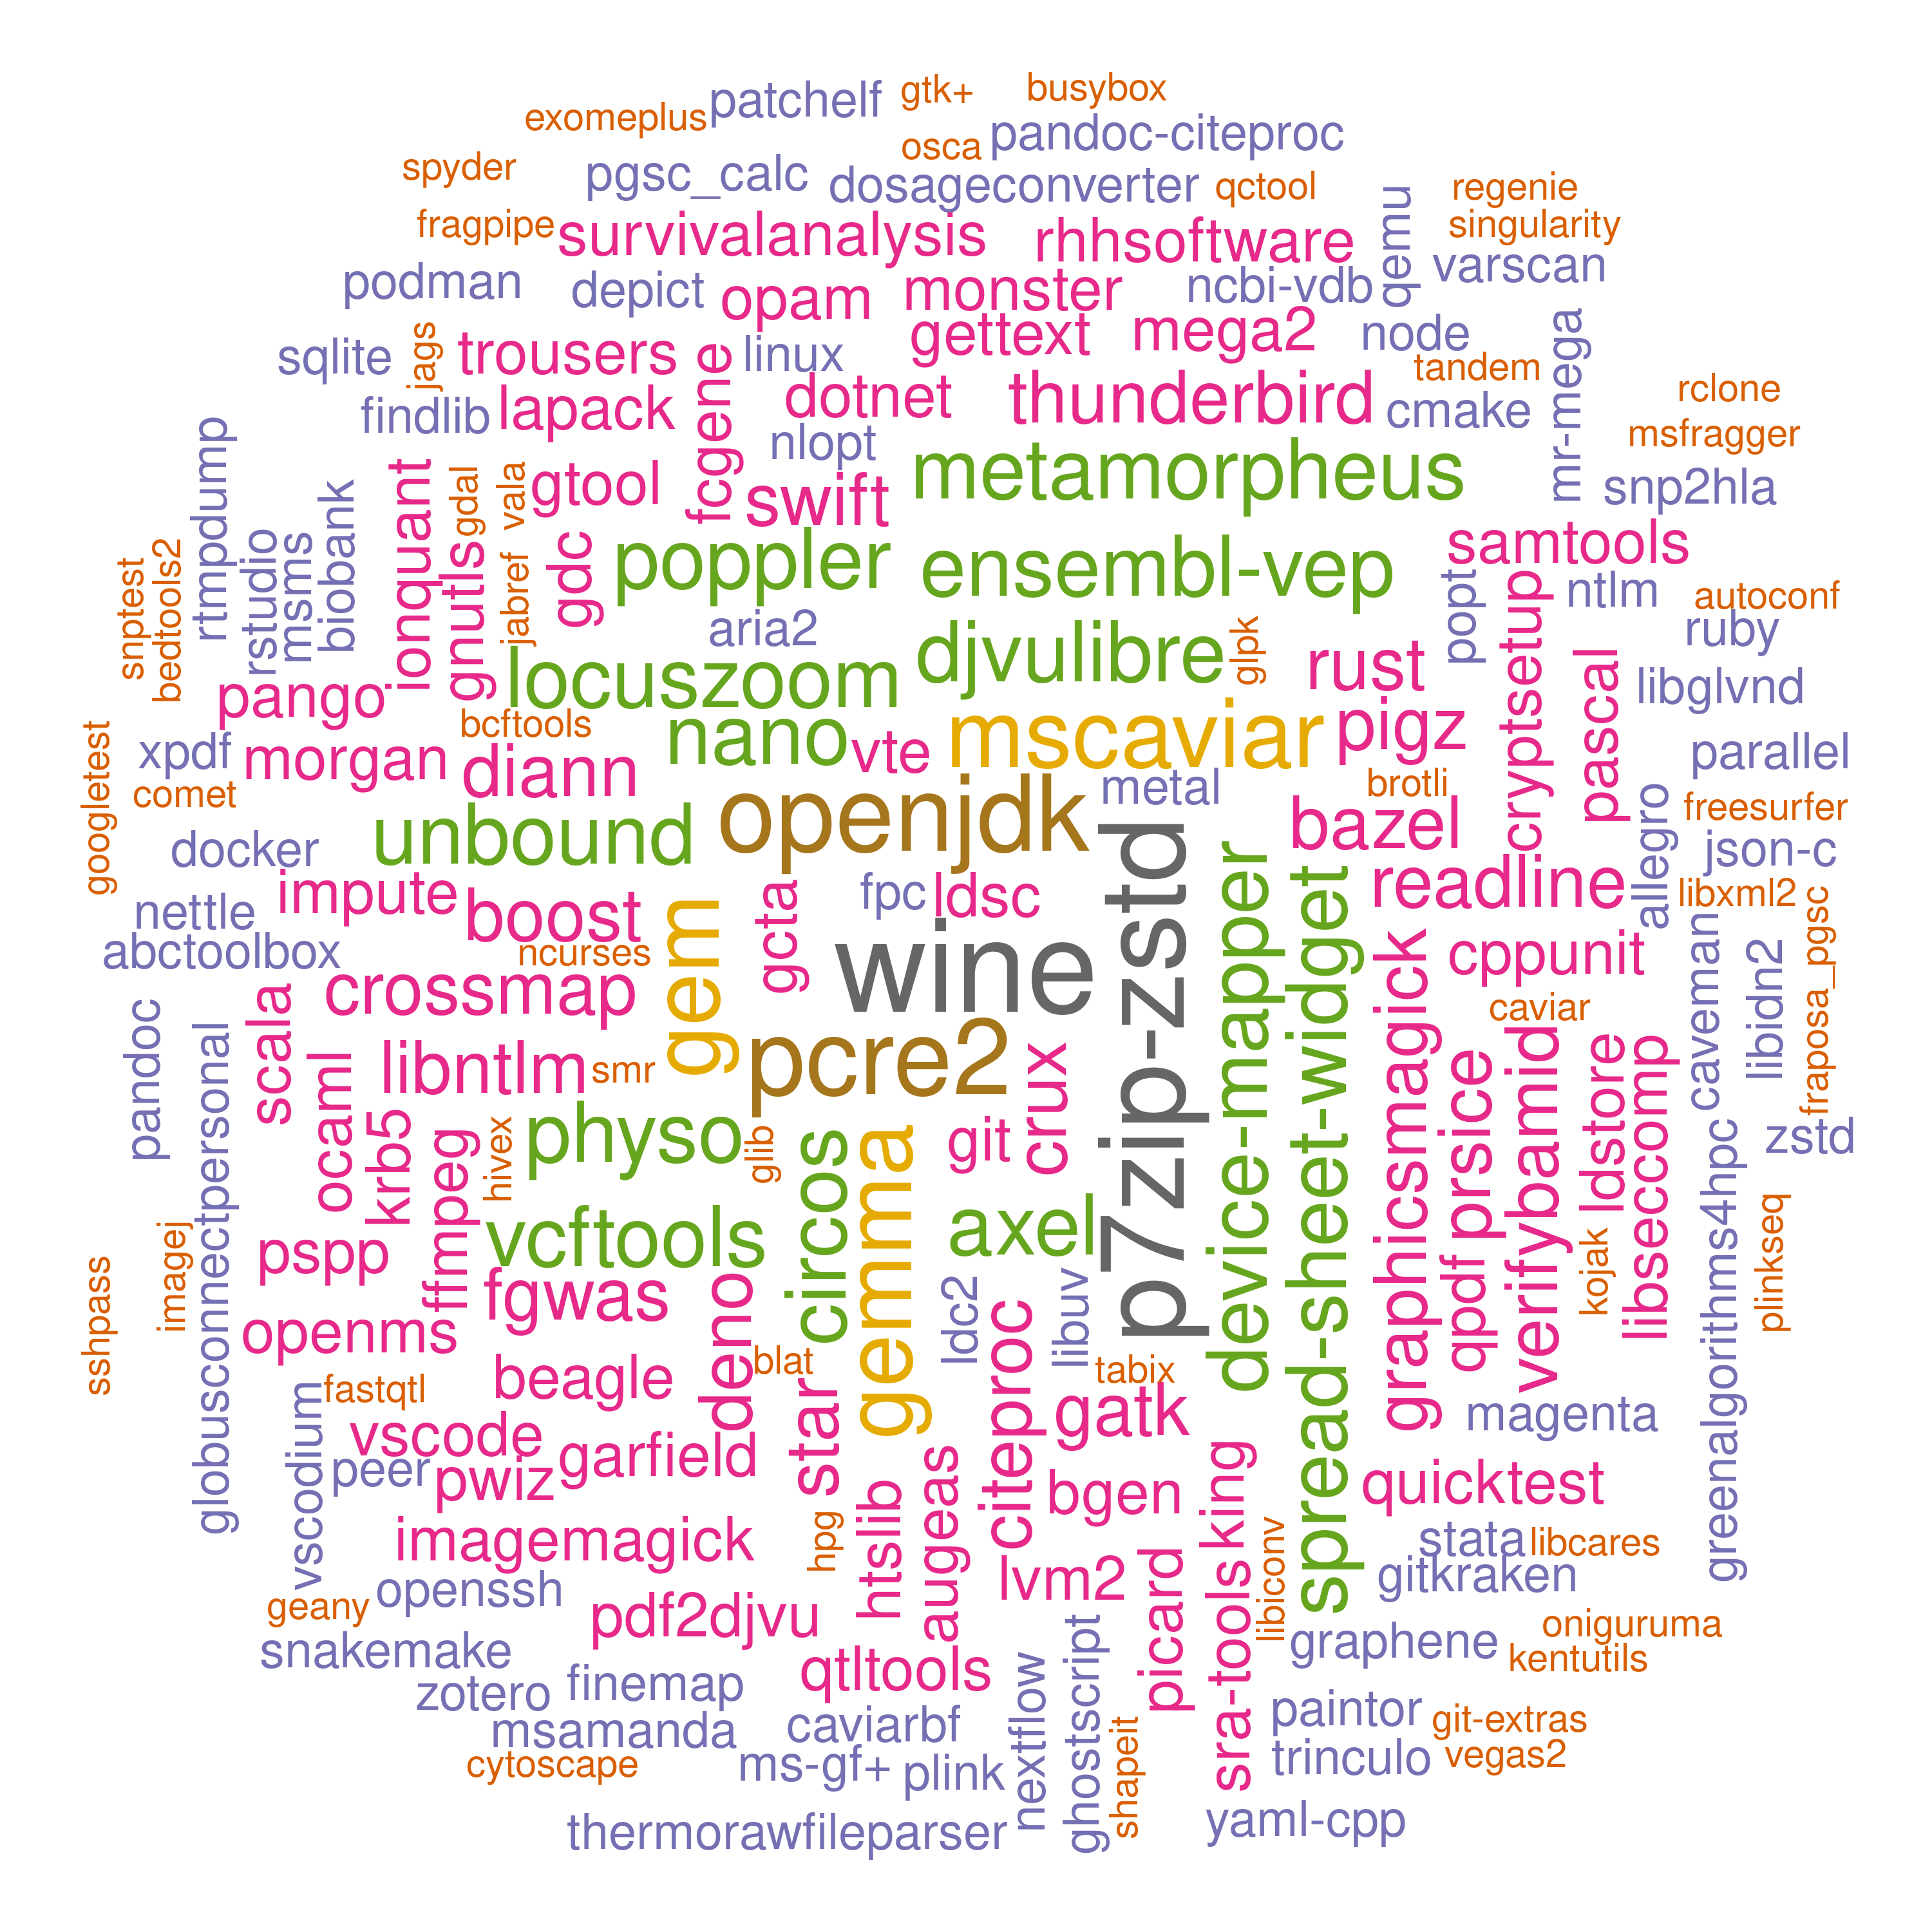 patchelf
gtk+
busybox
exomeplus
osca
pandoc-citeproc
spyder
pgsc_calc
dosageconverter
qctool
regenie
fragpipe
survivalanalysis
rhhsoftware
qemu
singularity
podman
depict
opam
monster
ncbi-vdb
varscan
sqlite
jags
trousers
fcgene
linux
gettext
mega2
node
mr-mega
tandem
rclone
findlib
lapack
dotnet
thunderbird
cmake
msfragger
rtmpdump
nlopt
ionquant
gdal
vala
gtool
swift
metamorpheus
snp2hla
biobank
rstudio
msms
snptest
bedtools2
gnutls
jabref
gdc
poppler
ensembl-vep
samtools
popt
ntlm
autoconf
aria2
djvulibre
glpk
cryptsetup
ruby
pango
locuszoom
rust
pascal
libglvnd
bcftools
nano
vte
mscaviar
pigz
googletest
xpdf
morgan
diann
parallel
comet
openjdk
metal
brotli
allegro
freesurfer
docker
unbound
p7zip-zstd
bazel
json-c
device-mapper
spread-sheet-widget
impute
boost
gem
gcta
fpc
ldsc
readline
libxml2
nettle
abctoolbox
ncurses
wine
graphicsmagick
cppunit
caveman
libidn2
fraposa_pgsc
pandoc
globusconnectpersonal
scala
crossmap
caviar
ocaml
libntlm
smr
pcre2
crux
prsice
verifybamid
ldstore
libseccomp
krb5
ffmpeg
hivex
physo
glib
circos
gemma
git
zstd
greenalgorithms4hpc
sshpass
imagej
pspp
vcftools
axel
qpdf
kojak
plinkseq
openms
fgwas
deno
ldc2
citeproc
libuv
vscodium
fastqtl
beagle
blat
star
tabix
vscode
peer
garfield
gatk
magenta
pwiz
htslib
augeas
bgen
king
quicktest
imagemagick
hpg
libiconv
stata
libcares
geany
openssh
pdf2djvu
lvm2
picard
sra-tools
gitkraken
snakemake
graphene
oniguruma
kentutils
zotero
finemap
qtltools
nextflow
ghostscript
shapeit
msamanda
caviarbf
paintor
git-extras
cytoscape
ms-gf+
plink
trinculo
vegas2
thermorawfileparser
yaml-cpp